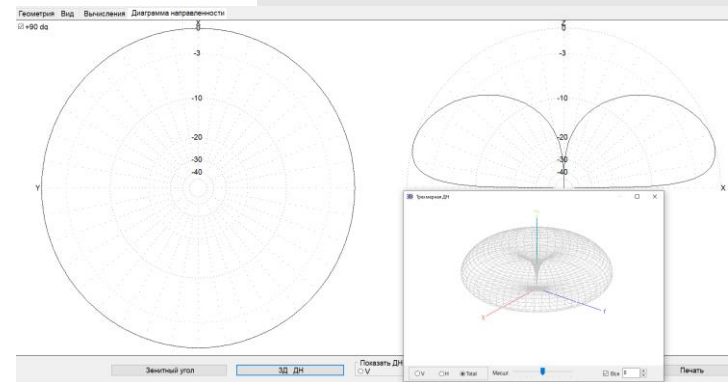 Геометрия Вид Вычисления Диаграмма направленности
+90 dg
X
0
-3
-10
-20
-30
-40
Y
Z
0
-3
-10
-20
-30
-40
X
Трехмерная ДН
X
Y
V H Total Масшт. Все
Зенитный угол
3Д ДН
Показать ДН
V
Печать